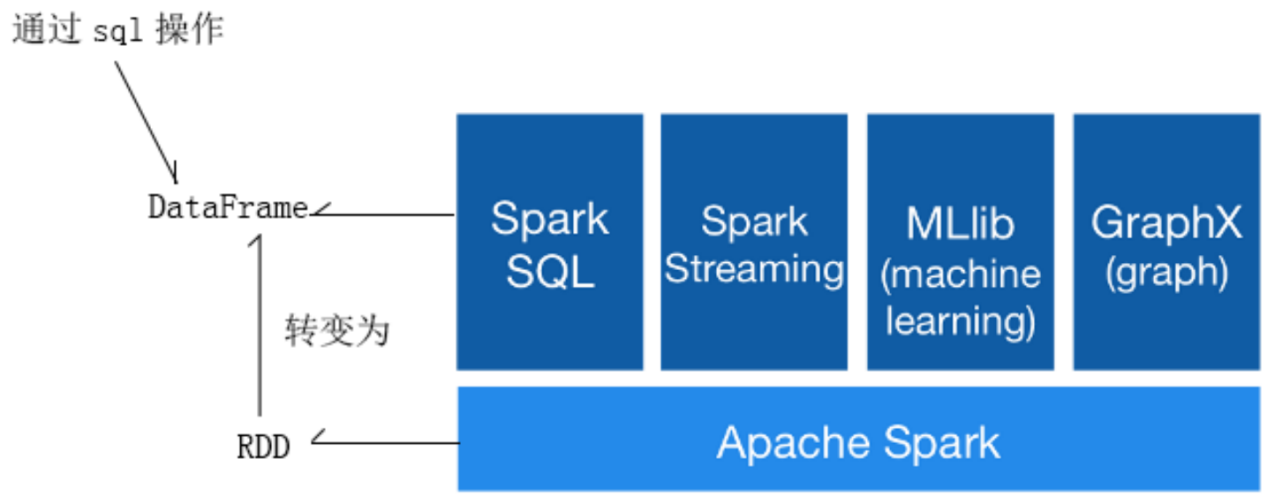 通过 sql 操作
DataFrame
转变为
RDD
Spark
SQL
Spark
Streaming
MLlib
(machine
learning)
GraphX
(graph)
Apache Spark